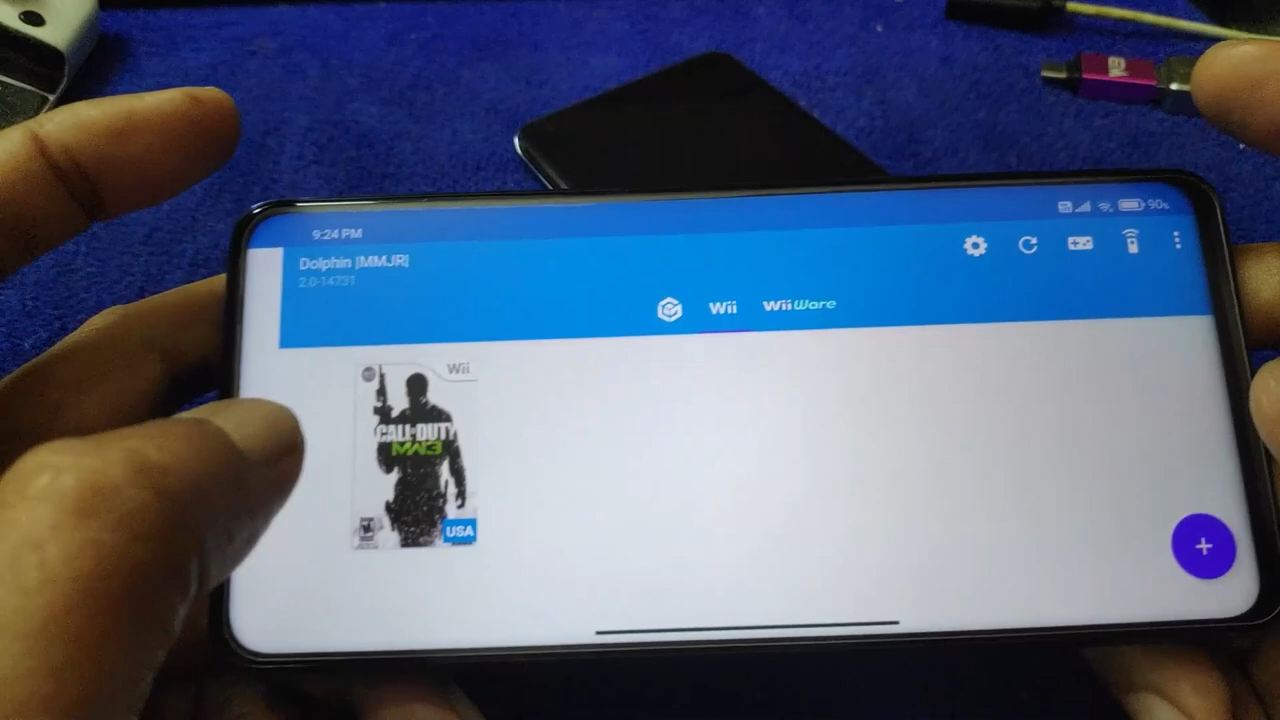 9:24 PM
90%
Dolphin |MMJR|
2.0-14731
Wii
WiiWare
Wii
CALL·DUTY
MW3
USA